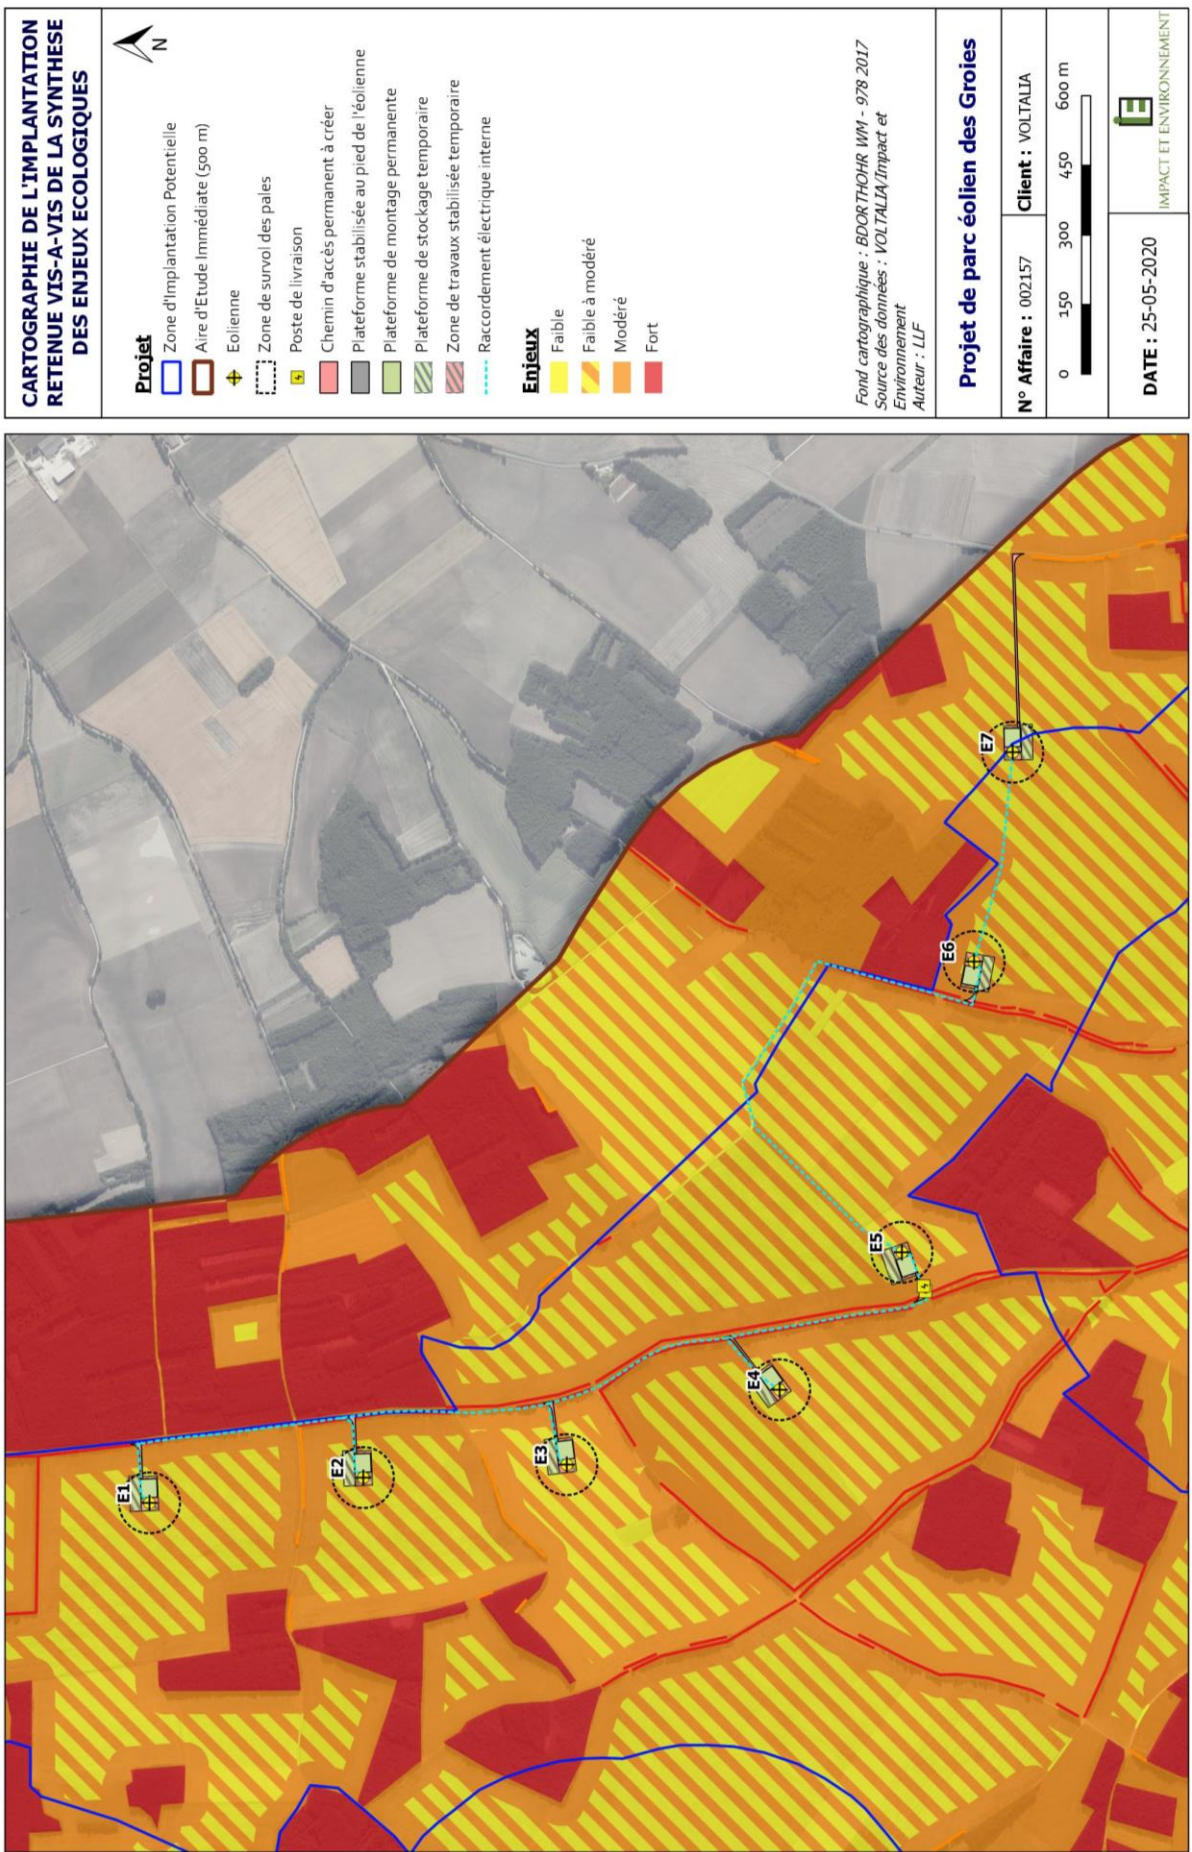 CARTOGRAPHIE DE L'IMPLANTATION
RETENUE VIS-A-VIS DE LA SYNTHESE
DES ENJEUX ECOLOGIQUES
N
Projet
Zone d'Implantation Potentielle
Aire d'Etude Immédiate (500 m)
Eolienne
Zone de survol des pales
Poste de livraison
Chemin d'accès permanent à créer
Plateforme stabilisée au pied de l'éolienne
Plateforme de montage permanente
Plateforme de stockage temporaire
Zone de travaux stabilisée temporaire
Raccordement électrique interne
Enjeux
Faible
Faible à modéré
Modéré
Fort
Fond cartographique : BDORTHOHR WM - 978 2017
Source des données : VOLTALIA/Impact et
Environnement
Auteur : LLF
Projet de parc éolien des Groies
N° Affaire : 002157
Client : VOLTALIA
0 150 300 450 600 m
DATE : 25-05-2020
IE
IMPACT ET ENVIRONNEMENT
E1
E2
E3
E4
E5
E6
E7